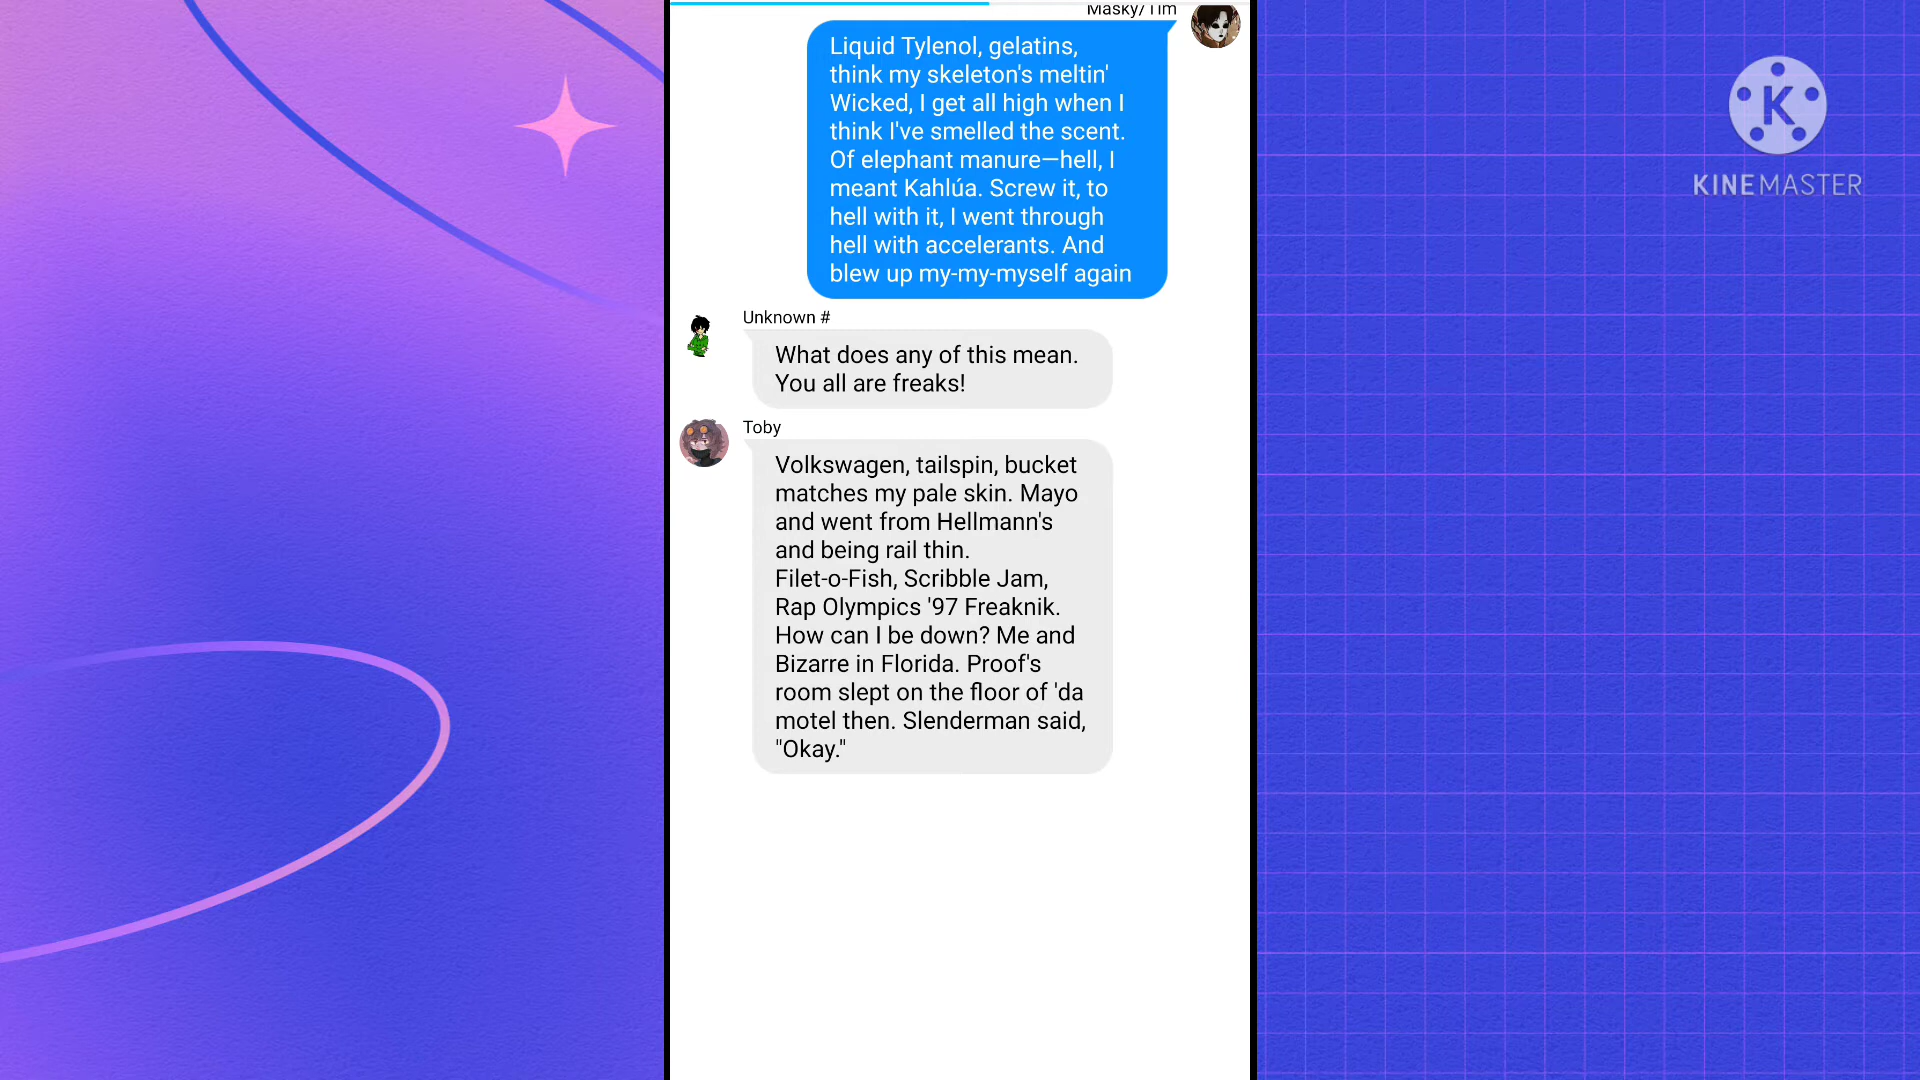 Masky/Tim
Liquid Tylenol, gelatins,
think my skeleton's meltin'
Wicked, I get all high when I
think I've smelled the scent.
Of elephant manure—hell, I
meant Kahlúa. Screw it, to
hell with it, I went through
hell with accelerants. And
blew up my-my-myself again
Unknown #
What does any of this mean.
You all are freaks!
Toby
Volkswagen, tailspin, bucket
matches my pale skin. Mayo
and went from Hellmann's
and being rail thin.
Filet-o-Fish, Scribble Jam,
Rap Olympics '97 Freaknik.
How can I be down? Me and
Bizarre in Florida. Proof's
room slept on the floor of 'da
motel then. Slenderman said,
"Okay."
K
KINEMASTER